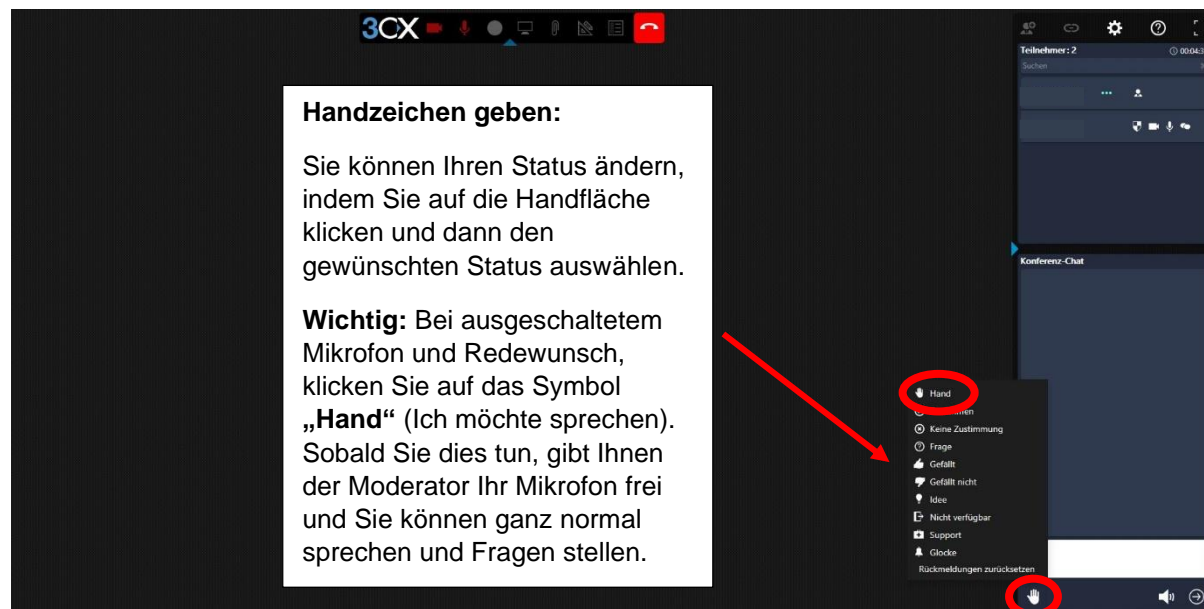 3CX
Teilnehmer: 2
Suchen
Handzeichen geben:
Sie können Ihren Status ändern,
indem Sie auf die Handfläche
klicken und dann den
gewünschten Status auswählen.
Wichtig: Bei ausgeschaltetem
Mikrofon und Redewunsch,
klicken Sie auf das Symbol
„Hand“ (Ich möchte sprechen).
Sobald Sie dies tun, gibt Ihnen
der Moderator Ihr Mikrofon frei
und Sie können ganz normal
sprechen und Fragen stellen.
Konferenz-Chat
Hand
Keine Zustimmung
Frage
Gefällt
Gefällt nicht
Idee
Nicht verfügbar
Support
Glocke
Rückmeldungen zurücksetzen